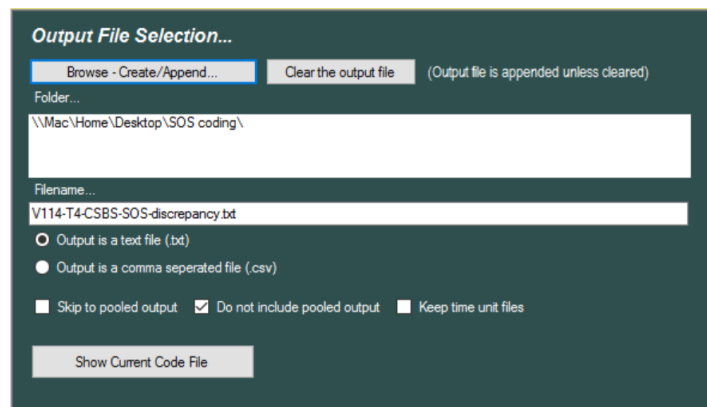 Output File Selection...
Browse - Create/Append... Clear the output file (Output file is appended unless cleared)
Folder...
\\Mac\Home\Desktop\SOS coding\
Filename...
V114-T4-CSBS-SOS-discrepancy.txt
Output is a text file (.txt)
Output is a comma seperated file (.csv)
Skip to pooled output Do not include pooled output Keep time unit files
Show Current Code File